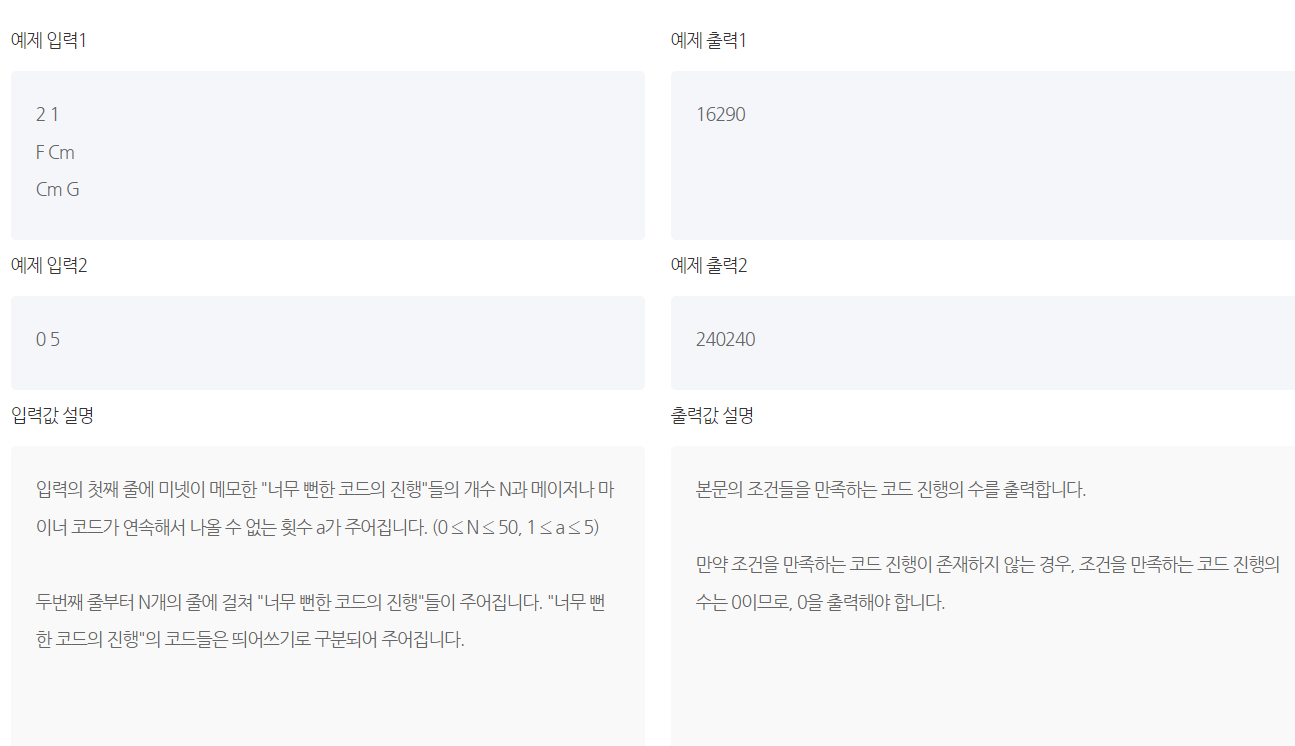 예제 입력1
예제 출력1
2 1
F Cm
Cm G
16290
예제 입력2
예제 출력2
0 5
240240
입력값 설명
출력값 설명
입력의 첫째 줄에 미넷이 메모한 "너무 뻔한 코드의 진행"들의 개수 N과 메이저나 마
이너 코드가 연속해서 나올 수 없는 횟수 a가 주어집니다. (0 ≤ N ≤ 50, 1 ≤ a ≤ 5)
두번째 줄부터 N개의 줄에 걸쳐 "너무 뻔한 코드의 진행"들이 주어집니다. "너무 뻔
한 코드의 진행"의 코드들은 띄어쓰기로 구분되어 주어집니다.
본문의 조건들을 만족하는 코드 진행의 수를 출력합니다.
만약 조건을 만족하는 코드 진행이 존재하지 않는 경우, 조건을 만족하는 코드 진행의
수는 0이므로, 0을 출력해야 합니다.